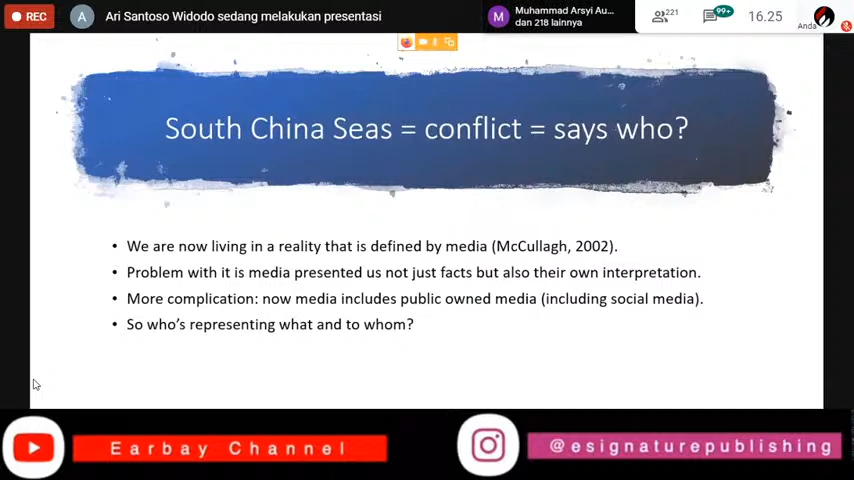 REC
A
Ari Santoso Widodo sedang melakukan presentasi
M
Muhammad Arsyi Au...
dan 218 lainnya
221
99+
16.25
Anda
South China Seas = conflict = says who?
• We are now living in a reality that is defined by media (McCullagh, 2002).
• Problem with it is media presented us not just facts but also their own interpretation.
• More complication: now media includes public owned media (including social media).
• So who's representing what and to whom?
Earbay Channel
@esignaturepublishing